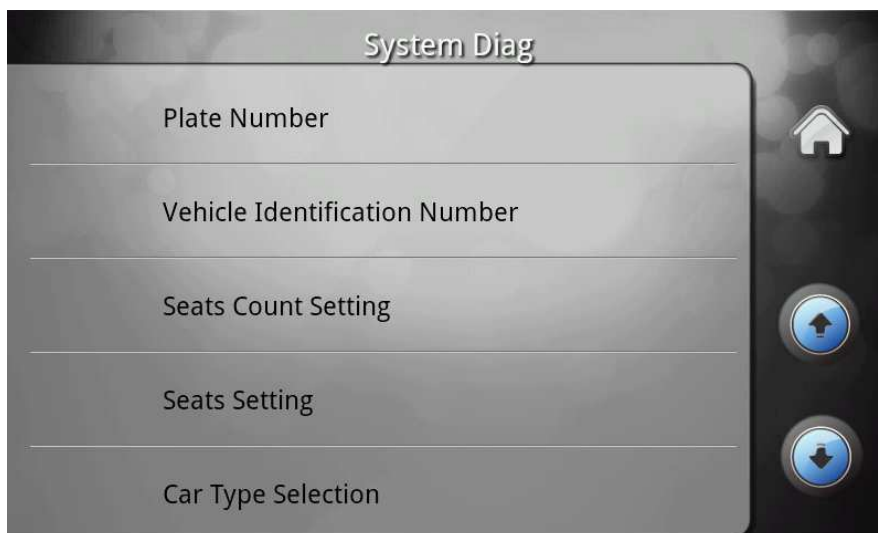 System Diag
Plate Number
Vehicle Identification Number
Seats Count Setting
Seats Setting
Car Type Selection